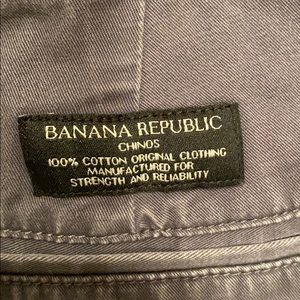 BANANA REPUBLIC
CHINOS
100% COTTON ORIGINAL CLOTHING
MANUFACTURED FOR
STRENGTH AND RELIABILITY